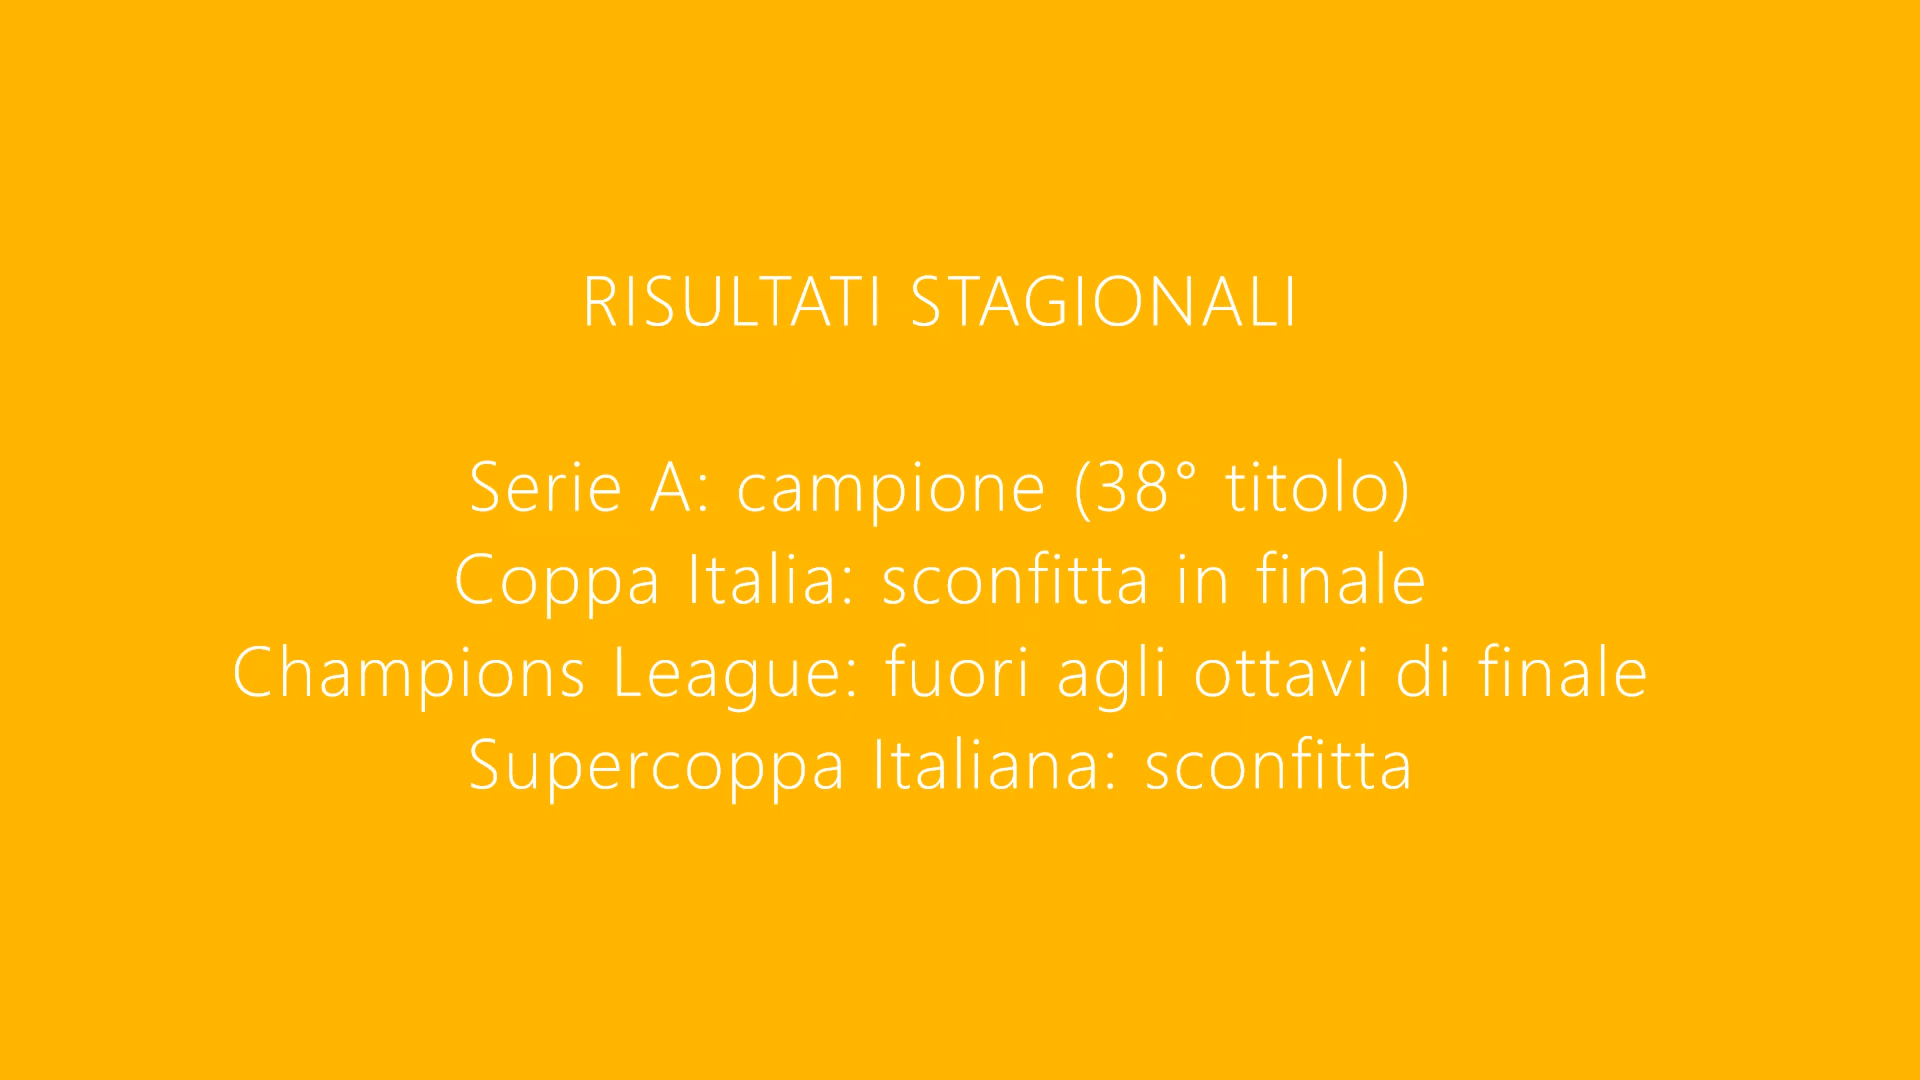 RISULTATI STAGIONALI
Serie A: campione (38° titolo)
Coppa Italia: sconfitta in finale
Champions League: fuori agli ottavi di finale
Supercoppa Italiana: sconfitta